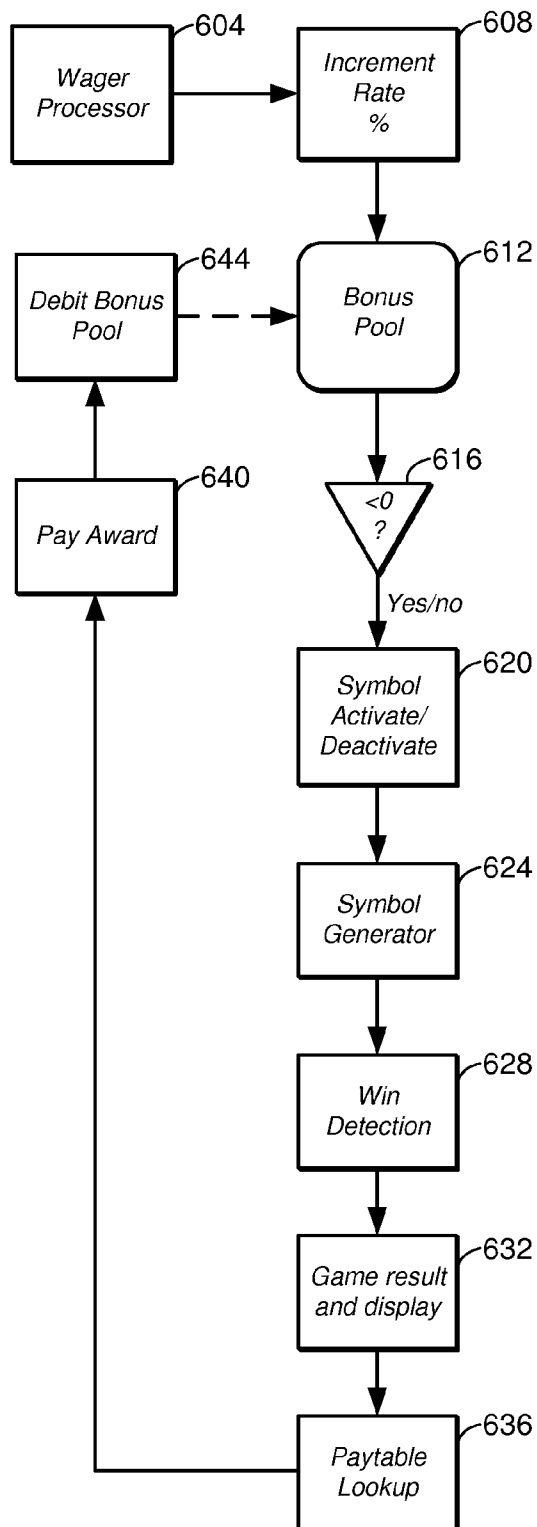 604
Wager
Processor
608
Increment
Rate
%
644
Debit Bonus
Pool
612
Bonus
Pool
640
Pay Award
616
<0
?
Yes/no
620
Symbol
Activate/
Deactivate
624
Symbol
Generator
628
Win
Detection
632
Game result
and display
636
Paytable
Lookup